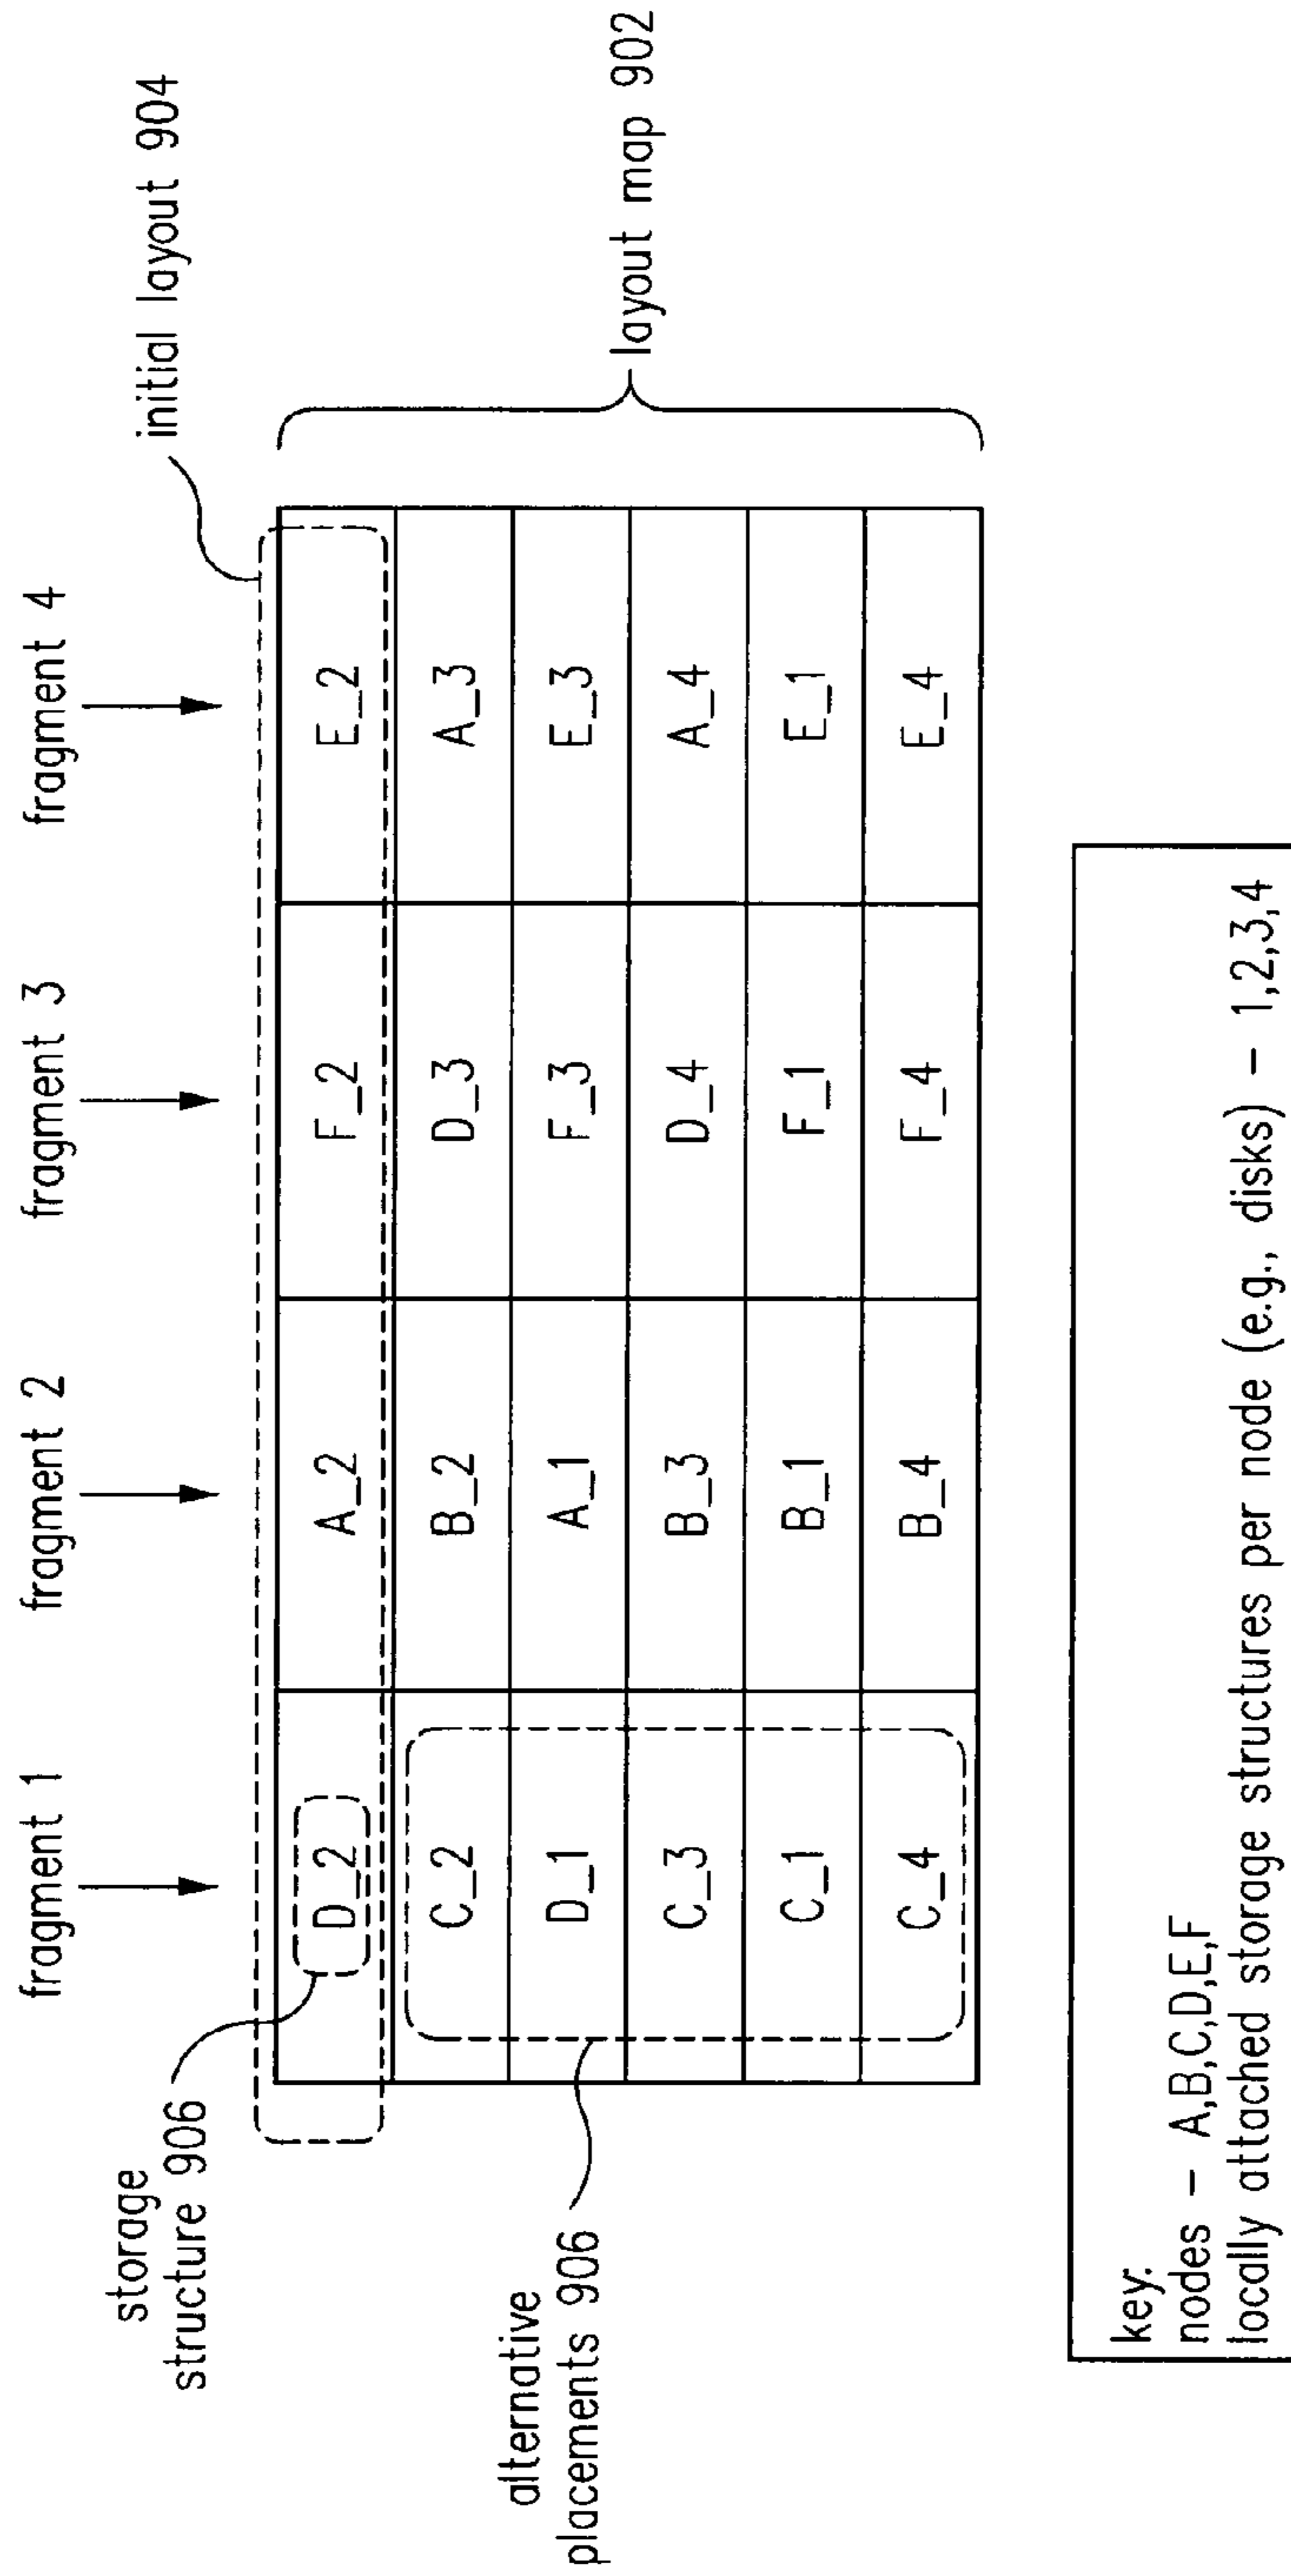 fragment 1
fragment 2
fragment 3
fragment 4
initial layout 904
storage
structure 906
D_2
A_2
F_2
E_2
C_2
B_2
D_3
A_3
D_1
A_1
F_3
E_3
C_3
B_3
D_4
A_4
C_1
B_1
F_1
E_1
C_4
B_4
F_4
E_4
layout map 902
alternative
placements 906
key:
nodes – A,B,C,D,E,F
locally attached storage structures per node (e.g., disks) – 1,2,3,4